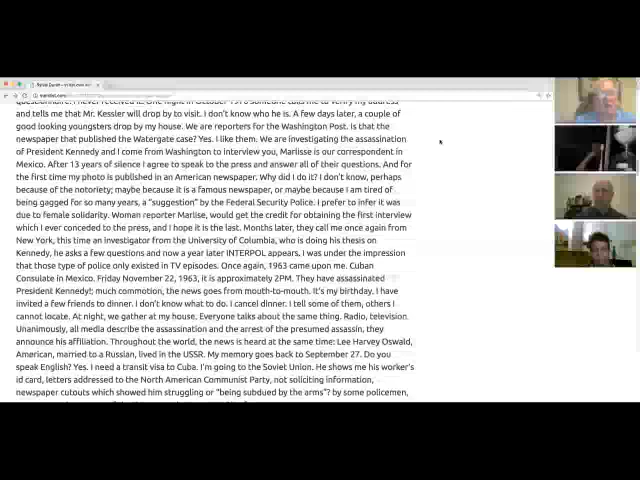 questionnaire. I never received it. One night in October 1976 someone calls me to verify my address
and tells me that Mr. Kessler will drop by to visit. I don't know who he is. A few days later, a couple of
good looking youngsters drop by my house. We are reporters for the Washington Post. Is that the
newspaper that published the Watergate case? Yes. I like them. We are investigating the assassination
of President Kennedy and I come from Washington to interview you, Marlisse is our correspondent in
Mexico. After 13 years of silence I agree to speak to the press and answer all of their questions. And for
the first time my photo is published in an American newspaper. Why did I do it? I don't know, perhaps
because of the notoriety; maybe because it is a famous newspaper, or maybe because I am tired of
being gagged for so many years, a "suggestion" by the Federal Security Police. I prefer to infer it was
due to female solidarity. Woman reporter Marlise, would get the credit for obtaining the first interview
which I ever conceded to the press, and I hope it is the last. Months later, they call me once again from
New York, this time an investigator from the University of Columbia, who is doing his thesis on
Kennedy, he asks a few questions and now a year later INTERPOL appears, I was under the impression
that those type of police only existed in TV episodes. Once again, 1963 came upon me. Cuban
Consulate in Mexico. Friday November 22, 1963, it is approximately 2PM. They have assassinated
President Kennedy!; much commotion, the news goes from mouth-to-mouth. It's my birthday, I have
invited a few friends to dinner. I don't know what to do. I cancel dinner. I tell some of them, others I
cannot locate. At night, we gather at my house. Everyone talks about the same thing. Radio, television.
Unanimously, all media describe the assassination and the arrest of the presumed assassin, they
announce his affiliation. Throughout the world, the news is heard at the same time: Lee Harvey Oswald,
American, married to a Russian, lived in the USSR. My memory goes back to September 27. Do you
speak English? Yes. I need a transit visa to Cuba. I'm going to the Soviet Union. He shows me his worker's
id card, letters addressed to the North American Communist Party, not soliciting information,
newspaper cutouts which showed him struggling or "being subdued by the arms"? by some policemen,